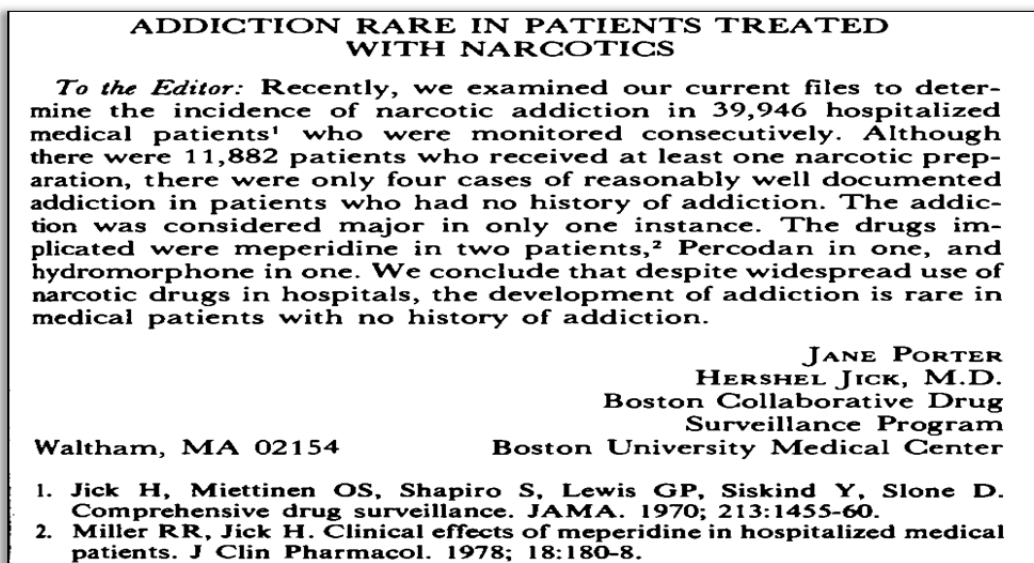 ADDICTION RARE IN PATIENTS TREATED
WITH NARCOTICS
To the Editor: Recently, we examined our current files to deter-
mine the incidence of narcotic addiction in 39,946 hospitalized
medical patients¹ who were monitored consecutively. Although
there were 11,882 patients who received at least one narcotic prep-
aration, there were only four cases of reasonably well documented
addiction in patients who had no history of addiction. The addic-
tion was considered major in only one instance. The drugs im-
plicated were meperidine in two patients,² Percodan in one, and
hydromorphone in one. We conclude that despite widespread use of
narcotic drugs in hospitals, the development of addiction is rare in
medical patients with no history of addiction.
JANE PORTER
HERSHEL JICK, M.D.
Boston Collaborative Drug
Surveillance Program
Waltham, MA 02154 Boston University Medical Center
1. Jick H, Miettinen OS, Shapiro S, Lewis GP, Siskind Y, Slone D.
Comprehensive drug surveillance. JAMA. 1970; 213:1455-60.
2. Miller RR, Jick H. Clinical effects of meperidine in hospitalized medical
patients. J Clin Pharmacol. 1978; 18:180-8.